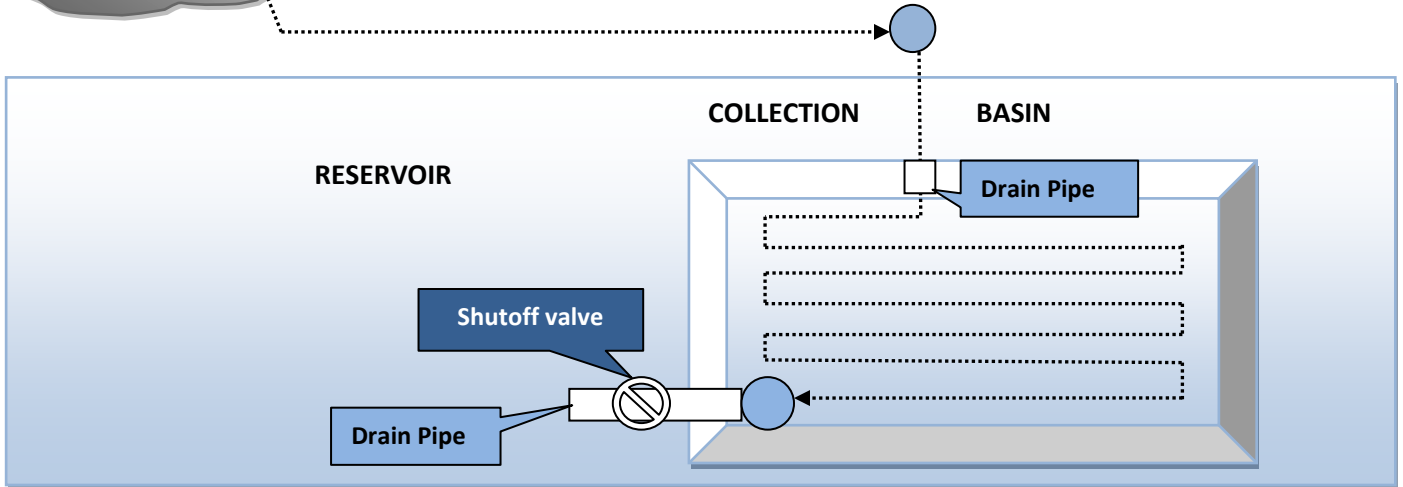 COLLECTION BASIN
RESERVOIR
Drain Pipe
Shutoff valve
Drain Pipe